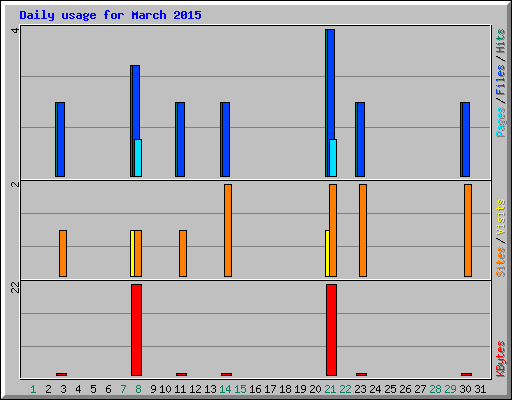 Daily usage for March 2015
4
Pages / Files / Hits
2
Sites / Visits
22
KBytes
1 2 3 4 5 6 7 8 9 10 11 12 13 14 15 16 17 18 19 20 21 22 23 24 25 26 27 28 29 30 31